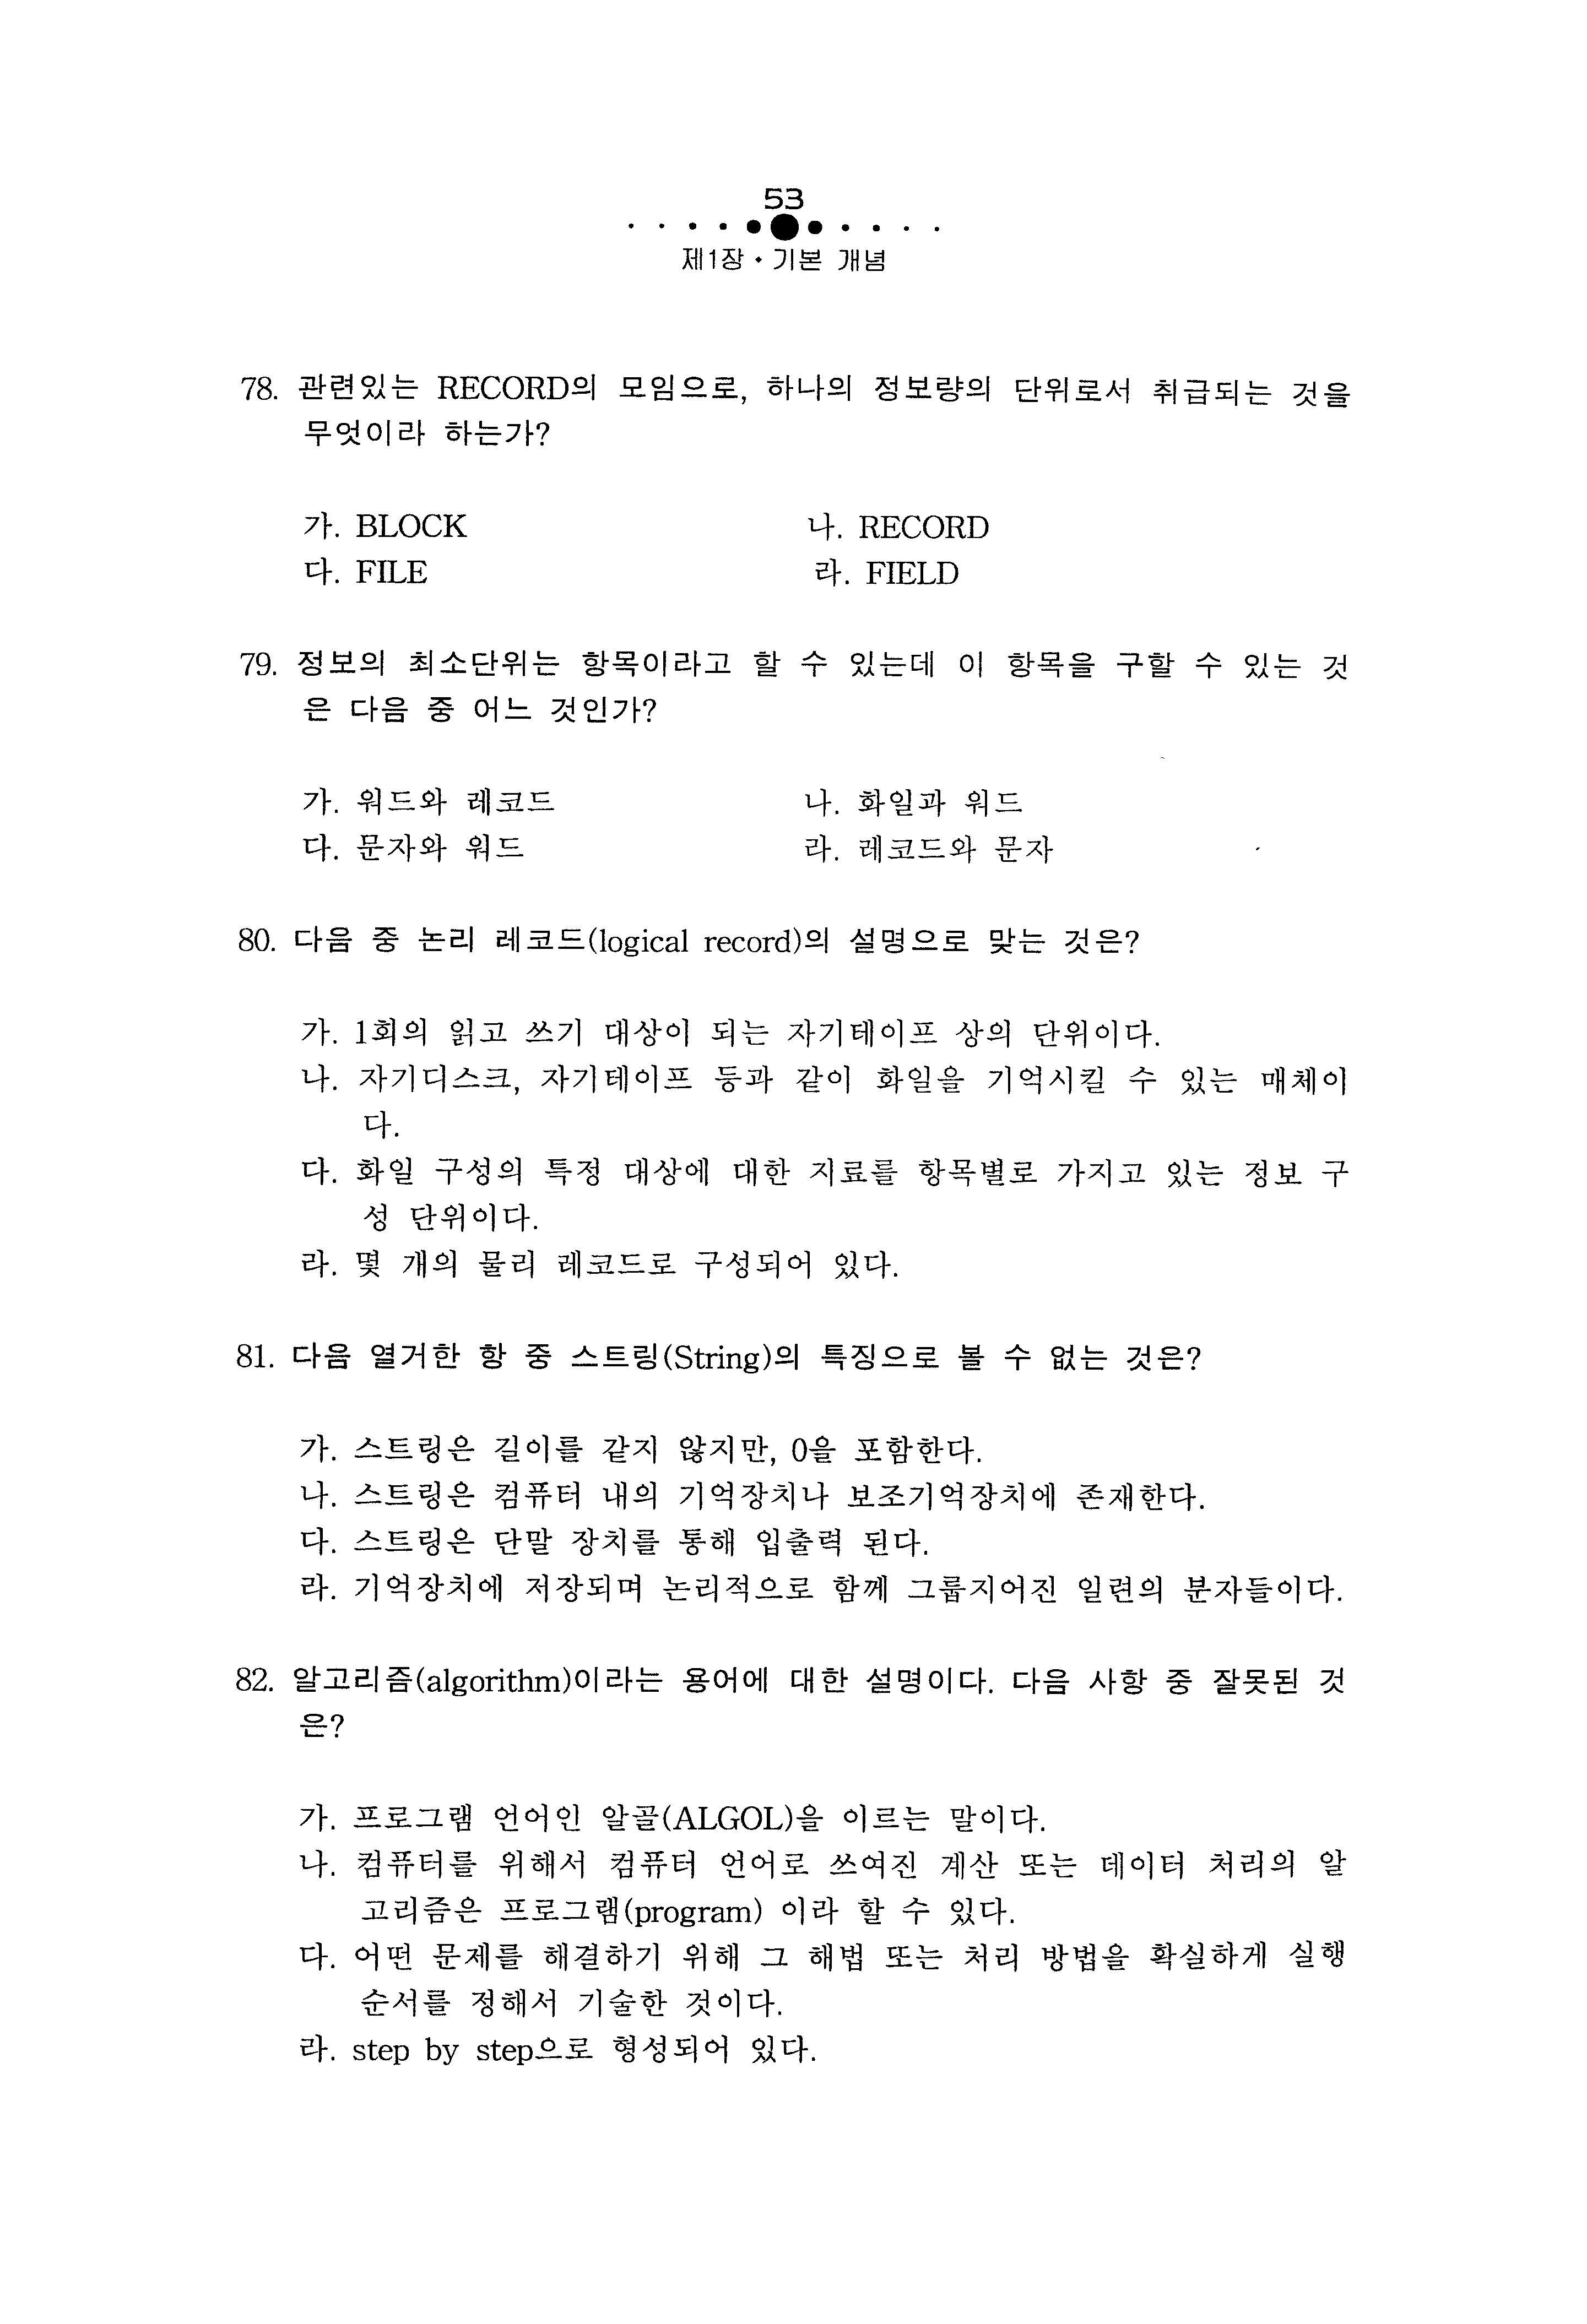 53
제1장 • 기본 개념
78. 관련있는 RECORD의 모임으로, 하나의 정보량의 단위로서 취급되는 것을
무엇이라 하는가?
가. BLOCK 나. RECORD
다. FILE 라. FIELD
79. 정보의 최소단위는 항목이라고 할 수 있는데 이 항목을 구할 수 있는 것
은 다음 중 어느 것인가?
가. 워드와 레코드 나. 화일과 워드
다. 문자와 워드 라. 레코드와 문자
80. 다음 중 논리 레코드(logical record)의 설명으로 맞는 것은?
가. 1회의 읽고 쓰기 대상이 되는 자기테이프 상의 단위이다.
나. 자기디스크, 자기테이프 등과 같이 화일을 기억시킬 수 있는 매체이
다.
다. 화일 구성의 특정 대상에 대한 지료를 항목별로 가지고 있는 정보 구
성 단위이다.
라. 몇 개의 물리 레코드로 구성되어 있다.
81. 다음 열거한 항 중 스트링(String)의 특징으로 볼 수 없는 것은?
가. 스트링은 길이를 같지 않지만, 0을 포함한다.
나. 스트링은 컴퓨터 내의 기억장치나 보조기억장치에 존재한다.
다. 스트링은 단말 장치를 통해 입출력 된다.
라. 기억장치에 저장되며 논리적으로 함께 그룹지어진 일련의 분자들이다.
82. 알고리즘(algorithm)이라는 용어에 대한 설명이다. 다음 사항 중 잘못된 것
은?
가. 프로그램 언어인 알골(ALGOL)을 이르는 말이다.
나. 컴퓨터를 위해서 컴퓨터 언어로 쓰여진 계산 또는 데이터 처리의 알
고리즘은 프로그램(program) 이라 할 수 있다.
다. 어떤 문제를 해결하기 위해 그 해법 또는 처리 방법을 확실하게 실행
순서를 정해서 기술한 것이다.
라. step by step으로 형성되어 있다.